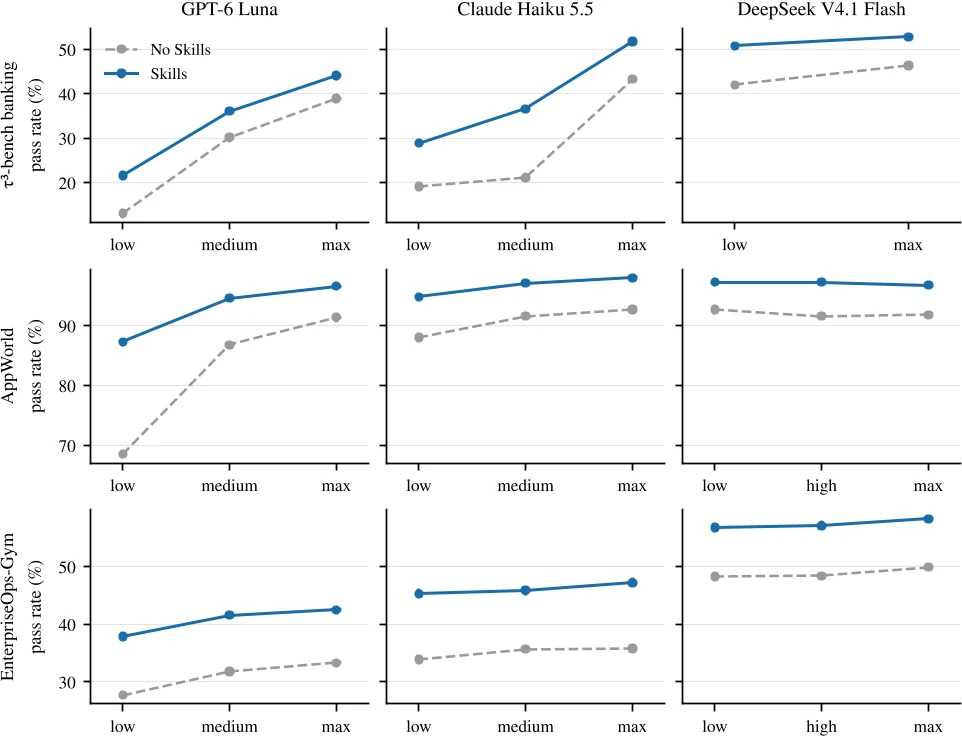 GPT-6 Luna
Claude Haiku 5.5
DeepSeek V4.1 Flash
τ³-bench banking
pass rate (%)
50
40
30
20
No Skills
Skills
low medium max
low medium max
low max
AppWorld
pass rate (%)
90
80
70
low medium max
low medium max
low high max
EnterpriseOps-Gym
pass rate (%)
50
40
30
low medium max
low medium max
low high max